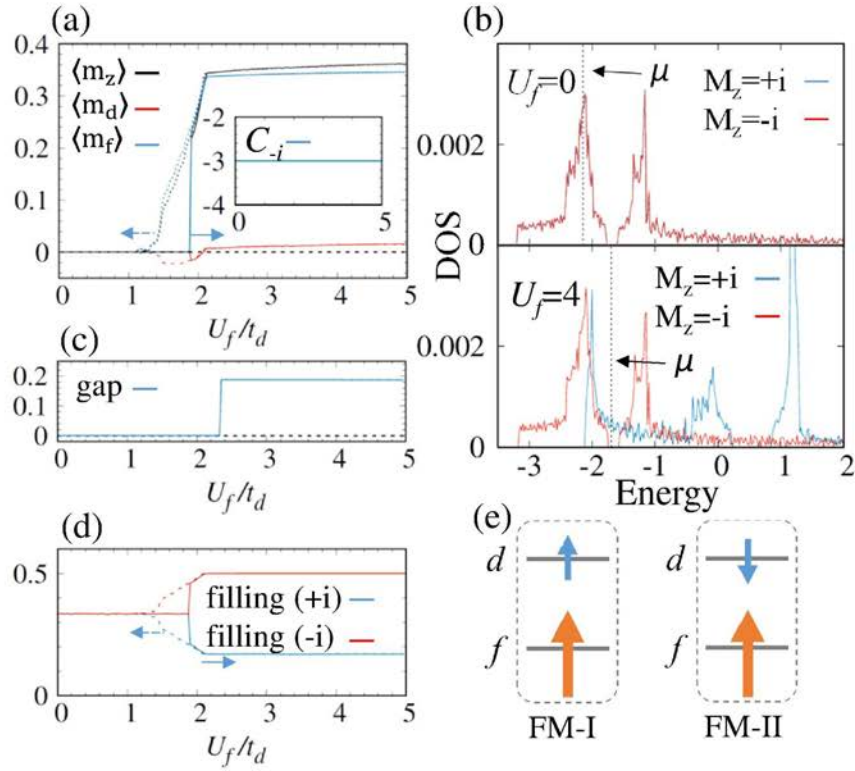 (a)
0.4
0.3
0.2
0.1
0
⟨m_z⟩
⟨m_d⟩
⟨m_f⟩
C_{-i}
-2
-3
-4
0 5
0 1 2 3 4 5
U_f/t_d
(b)
U_f=0
μ
M_z=+i
M_z=-i
0.002
DOS
U_f=4
M_z=+i
M_z=-i
μ
0.002
0
-3 -2 -1 0 1 2
Energy
(c)
0.2
0.1
0
gap
0 1 2 3 4 5
U_f/t_d
(d)
0.5
0
filling (+i)
filling (-i)
0 1 2 3 4 5
U_f/t_d
(e)
d d
f f
FM-I FM-II